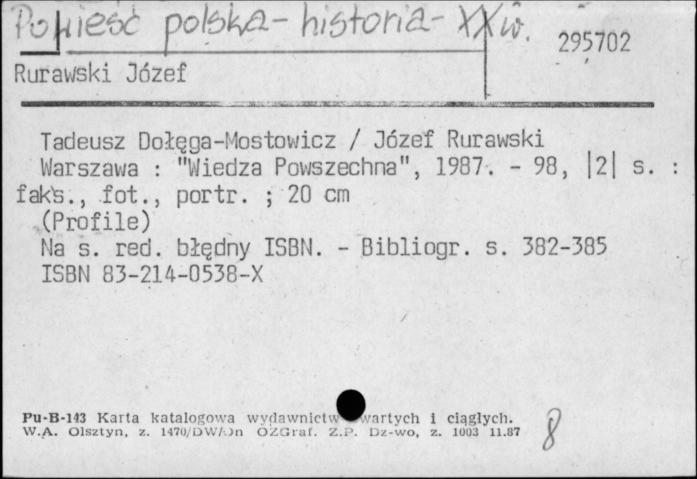 Powieść polska - historia - XX w.
295702
Rurawski Józef
Tadeusz Dołęga-Mostowicz / Józef Rurawski
Warszawa : "Wiedza Powszechna", 1987. - 98, |2| s. :
faks., fot., portr. ; 20 cm
(Profile)
Na s. red. błędny ISBN. - Bibliogr. s. 382-385
ISBN 83-214-0538-X
Pu-B-143 Karta katalogowa wydawnictw wartych i ciągłych.
W.A. Olsztyn, z. 1470/DW/On OZGraf. Z.P. Dz-wo, z. 1003 11.87
8